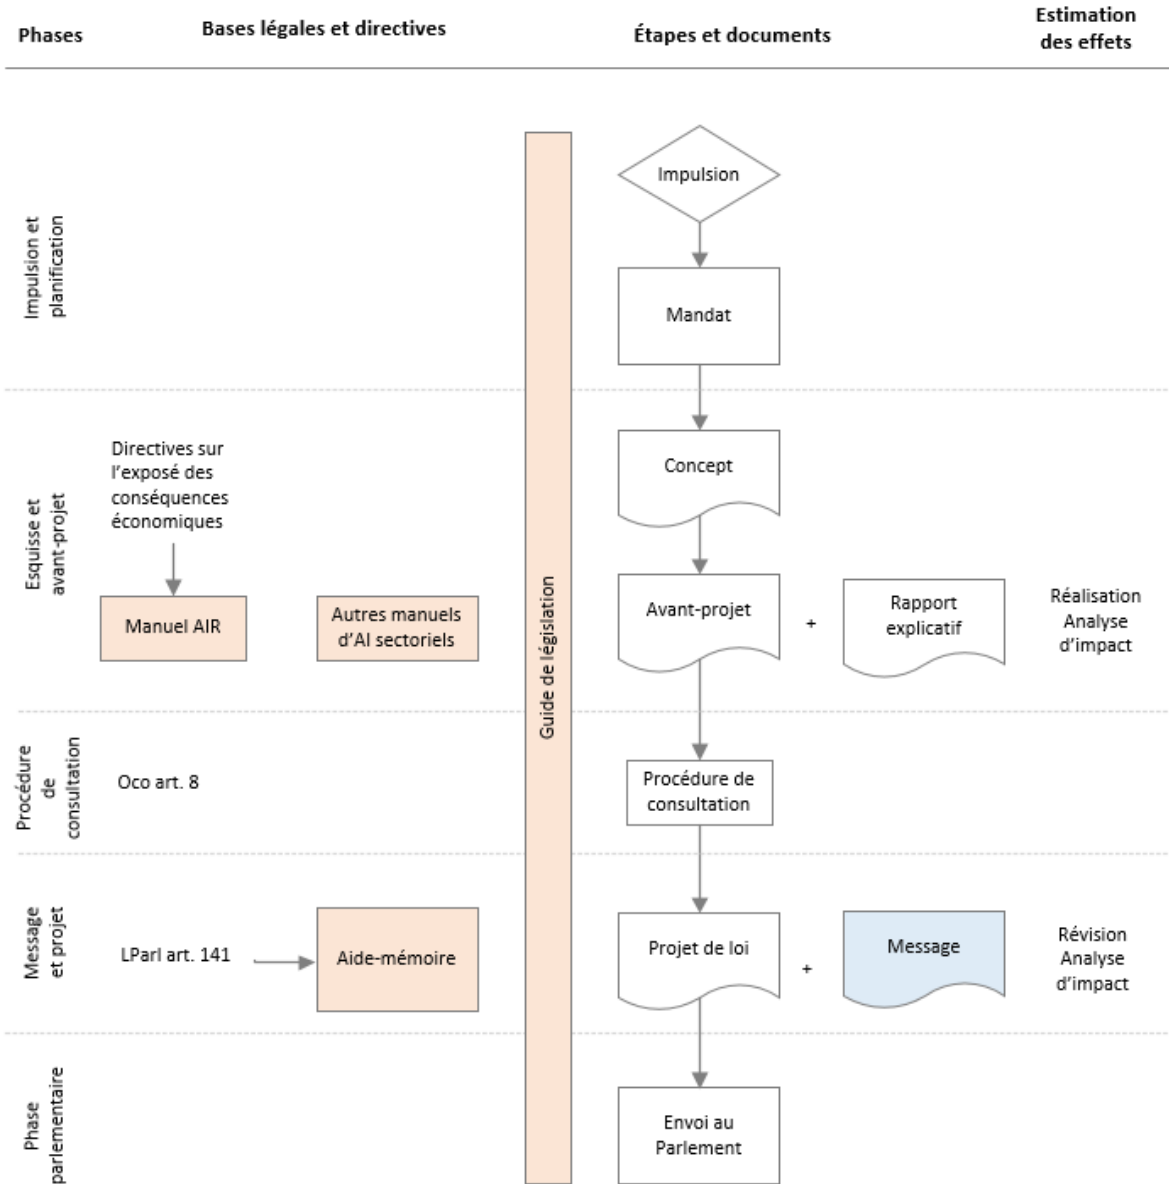 Phases
Bases légales et directives
Étapes et documents
Estimation
des effets
Impulsion et
planification
Impulsion
Mandat
Esquisse et
avant-projet
Directives sur
l'exposé des
conséquences
économiques
Manuel AIR
Autres manuels
d'AI sectoriels
Guide de législation
Concept
Avant-projet
+
Rapport
explicatif
Réalisation
Analyse
d'impact
Procédure
de
consultation
Oco art. 8
Procédure de
consultation
Message
et projet
LParl art. 141
Aide-mémoire
Projet de loi
+
Message
Révision
Analyse
d'impact
Phase
parlementaire
Envoi au
Parlement